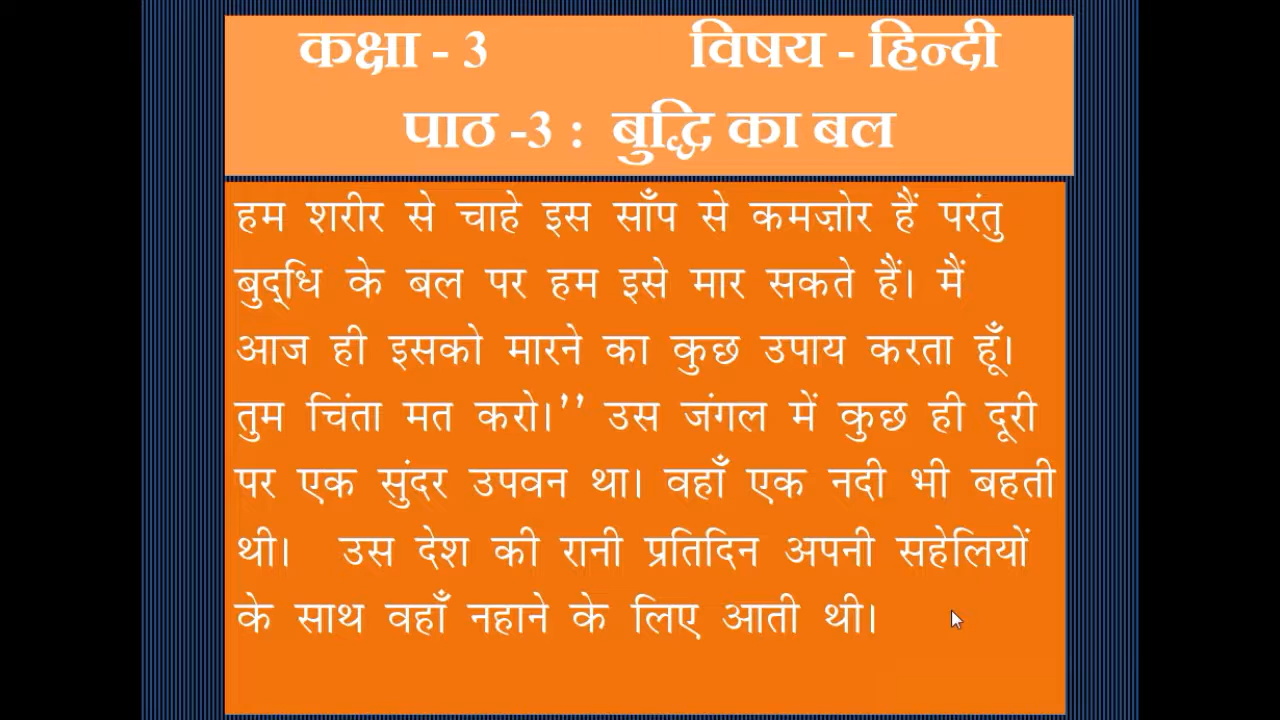 कक्षा - 3 विषय - हिन्दी
पाठ -3 : बुद्धि का बल
हम शरीर से चाहे इस साँप से कमज़ोर हैं परंतु
बुद्‌धि के बल पर हम इसे मार सकते हैं। मैं
आज ही इसको मारने का कुछ उपाय करता हूँ।
तुम चिंता मत करो।’’ उस जंगल में कुछ ही दूरी
पर एक सुंदर उपवन था। वहाँ एक नदी भी बहती
थी। उस देश की रानी प्रतिदिन अपनी सहेलियों
के साथ वहाँ नहाने के लिए आती थी।